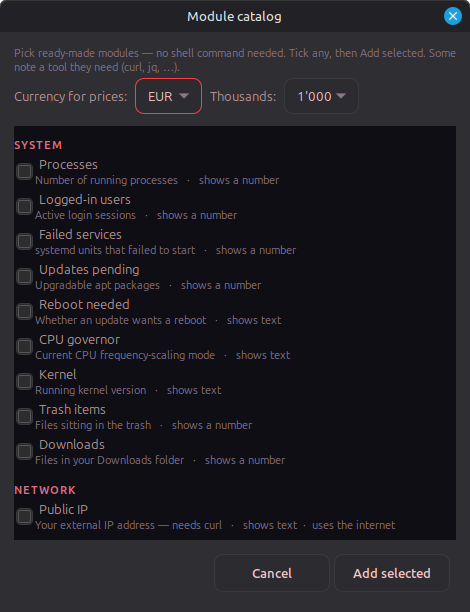 Module catalog
Pick ready-made modules — no shell command needed. Tick any, then Add selected. Some
note a tool they need (curl, jq, …).
Currency for prices: EUR Thousands: 1'000
SYSTEM
Processes
Number of running processes · shows a number
Logged-in users
Active login sessions · shows a number
Failed services
systemd units that failed to start · shows a number
Updates pending
Upgradable apt packages · shows a number
Reboot needed
Whether an update wants a reboot · shows text
CPU governor
Current CPU frequency-scaling mode · shows text
Kernel
Running kernel version · shows text
Trash items
Files sitting in the trash · shows a number
Downloads
Files in your Downloads folder · shows a number
NETWORK
Public IP
Your external IP address — needs curl · shows text · uses the internet
Cancel Add selected